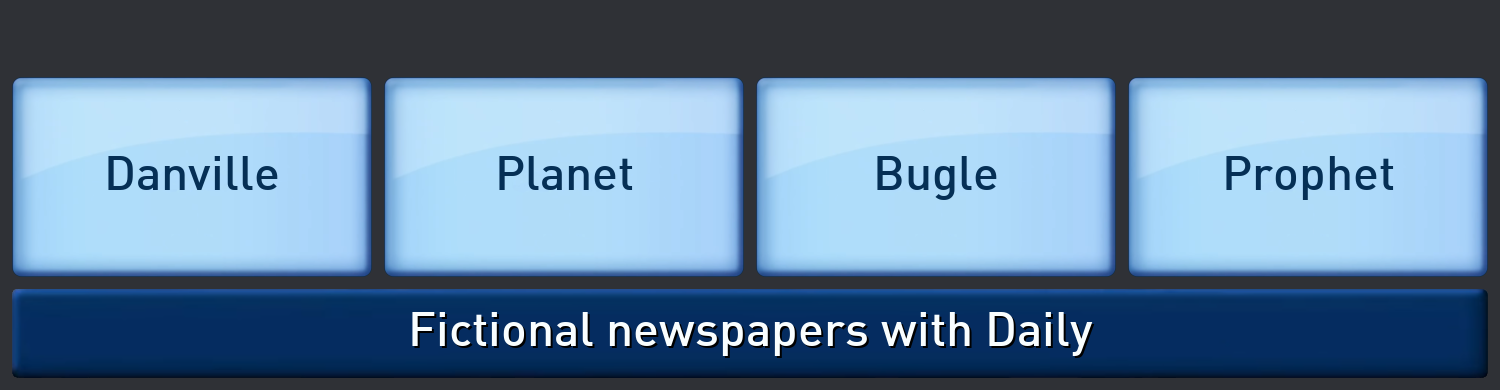 Danville
Planet
Bugle
Prophet
Fictional newspapers with Daily